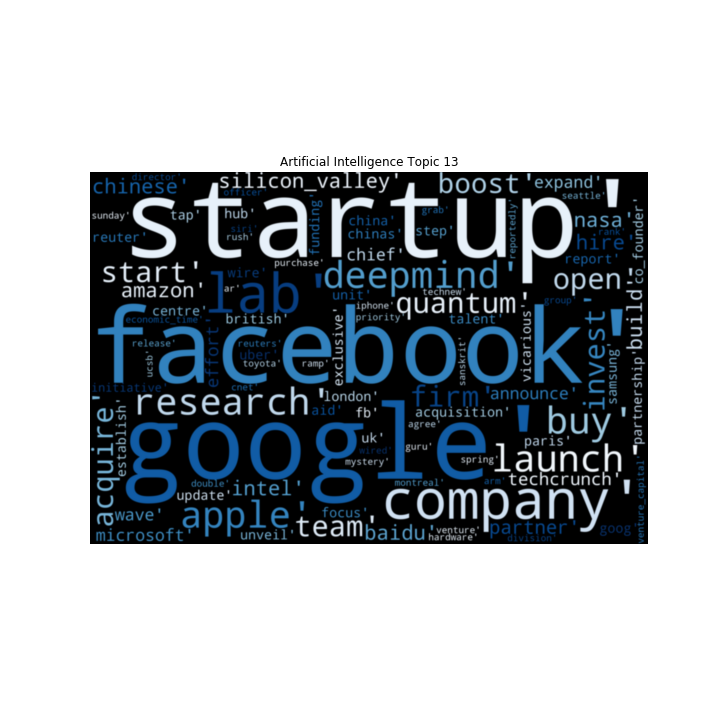 Artificial Intelligence Topic 13
director'
chinese'
officer'
silicon_valley'
boost'
expand'
seattle'
sunday'
tap'
hub'
siri'
rush'
funding'
china'
chinas'
grab'
step'
reportedly'
nasa'
rank'
hire'
co_founder'
startup'
reuter'
chief'
report'
start'
wire'
purchase'
deepmind'
open'
amazon'
lab'
ar'
unit'
iphone'
technew'
quantum'
group'
build'
centre'
economic_time'
british'
priority'
talent'
vicarious'
invest'
facebook'
release'
ucsb'
effort'
reuters'
uber'
toyota'
ramp'
exclusive'
sanskrit'
samsung'
partnership'
initiative'
cnet'
research'
london'
firm'
announce'
aid'
fb'
acquisition'
agree'
buy'
acquire'
establish'
google'
uk'
guru'
paris'
wired'
mystery'
spring'
launch'
double'
update'
intel'
montreal'
arm'
techcrunch'
company'
venture_capital'
wave'
apple'
focus'
team'
microsoft'
unveil'
baidu'
venture'
hardware'
partner'
division'
goog'